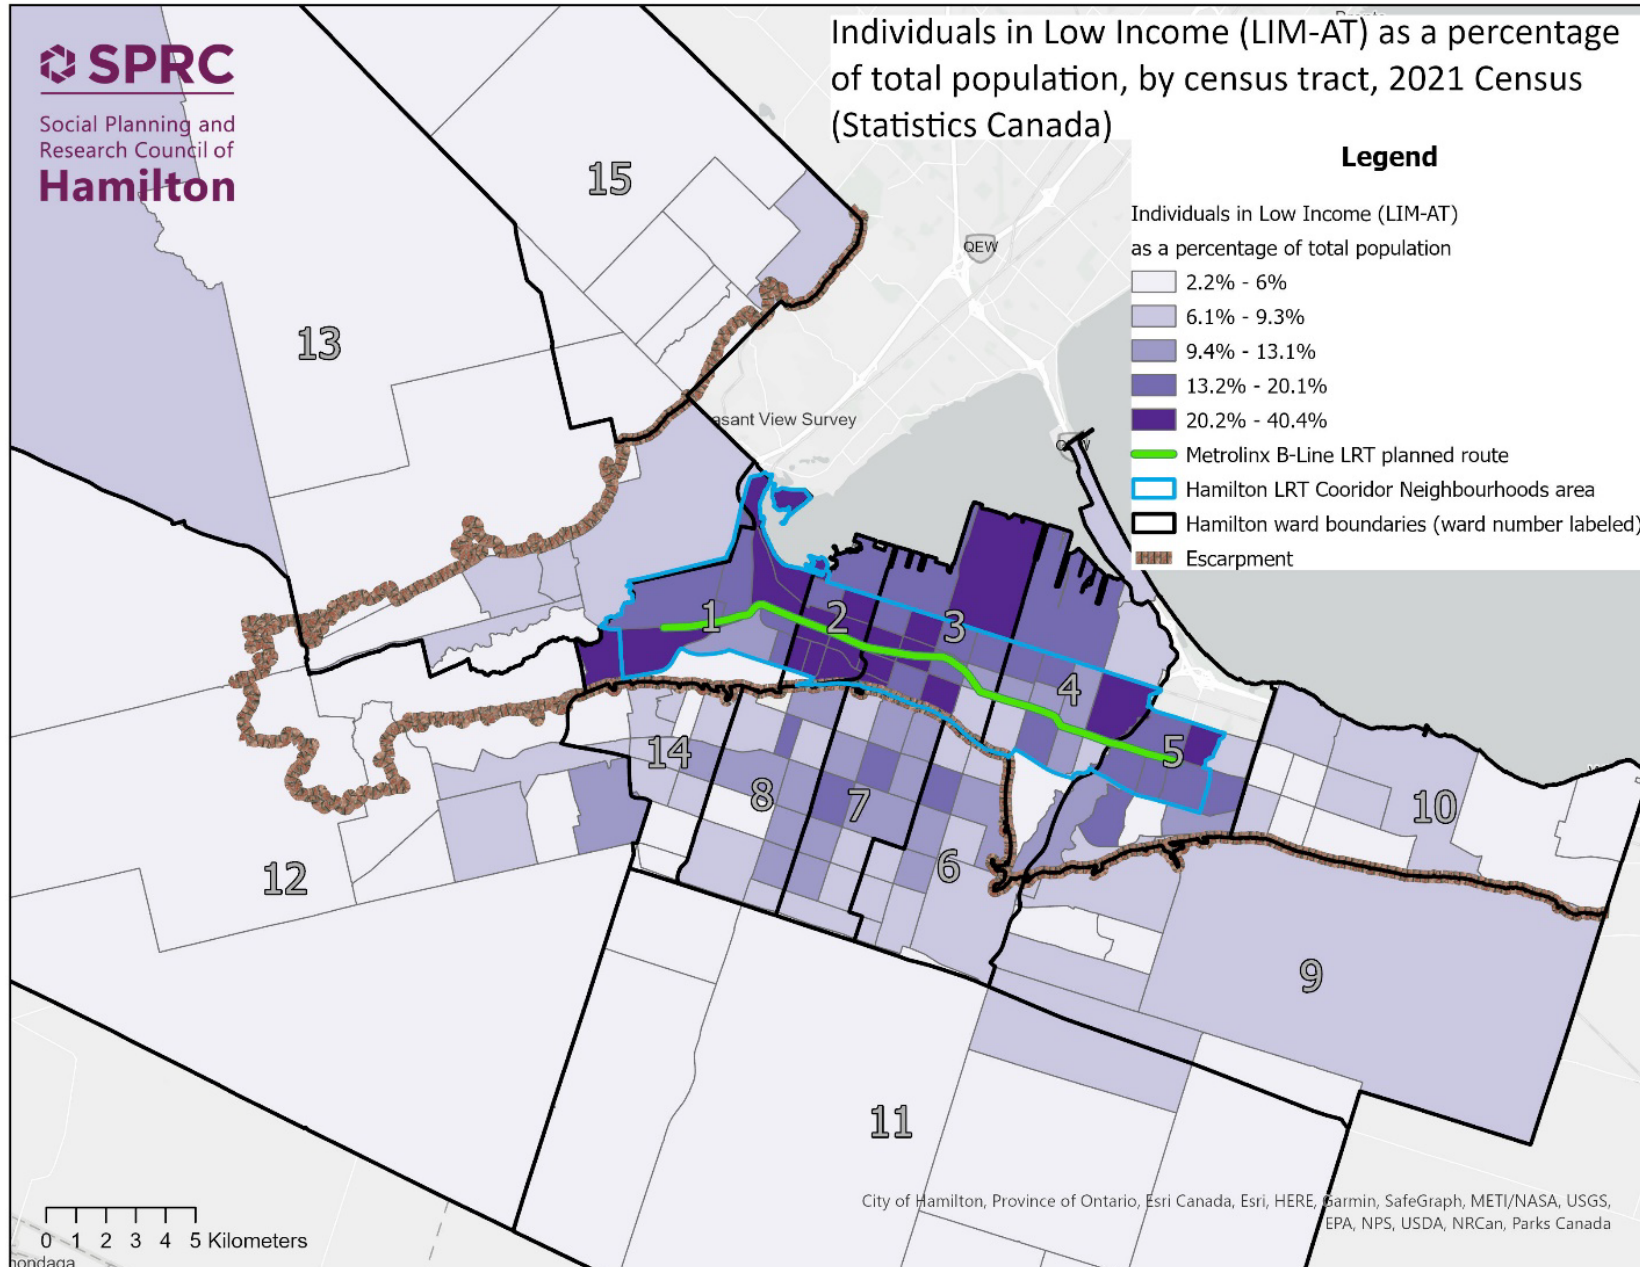 SPRC
Social Planning and
Research Council of
Hamilton
Individuals in Low Income (LIM-AT) as a percentage
of total population, by census tract, 2021 Census
(Statistics Canada)
Legend
Individuals in Low Income (LIM-AT)
as a percentage of total population
2.2% - 6%
6.1% - 9.3%
9.4% - 13.1%
13.2% - 20.1%
20.2% - 40.4%
Metrolinx B-Line LRT planned route
Hamilton LRT Cooridor Neighbourhoods area
Hamilton ward boundaries (ward number labeled)
Escarpment
15
QEW
13
asant View Survey
1
2
3
4
5
14
8
7
6
10
12
9
11
City of Hamilton, Province of Ontario, Esri Canada, Esri, HERE, Garmin, SafeGraph, METI/NASA, USGS,
EPA, NPS, USDA, NRCan, Parks Canada
0 1 2 3 4 5 Kilometers